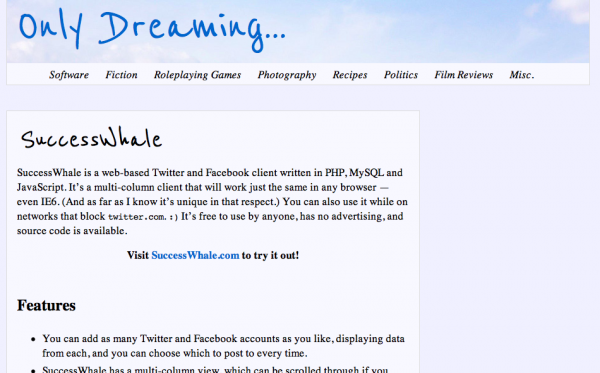 Only Dreaming...
Software Fiction Roleplaying Games Photography Recipes Politics Film Reviews Misc.
SuccessWhale
SuccessWhale is a web-based Twitter and Facebook client written in PHP, MySQL and
JavaScript. It's a multi-column client that will work just the same in any browser —
even IE6. (And as far as I know it's unique in that respect.) You can also use it while on
networks that block twitter.com. :) It's free to use by anyone, has no advertising, and
source code is available.
Visit SuccessWhale.com to try it out!
Features
• You can add as many Twitter and Facebook accounts as you like, displaying data
from each, and you can choose which to post to every time.
• SuccessWhale has a multi-column view, which can be scrolled through if you